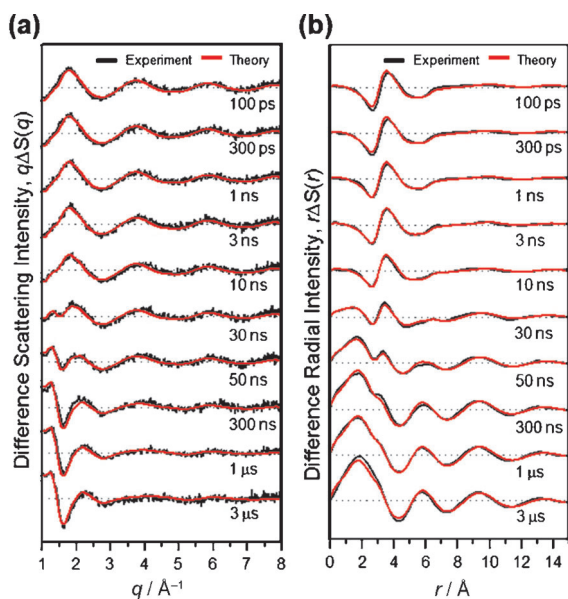 (a)
Experiment Theory
Difference Scattering Intensity, qΔS(q)
100 ps
300 ps
1 ns
3 ns
10 ns
30 ns
50 ns
300 ns
1 μs
3 μs
1 2 3 4 5 6 7 8
q / Å⁻¹
(b)
Experiment Theory
Difference Radial Intensity, rΔS(r)
100 ps
300 ps
1 ns
3 ns
10 ns
30 ns
50 ns
300 ns
1 μs
3 μs
0 2 4 6 8 10 12 14
r / Å